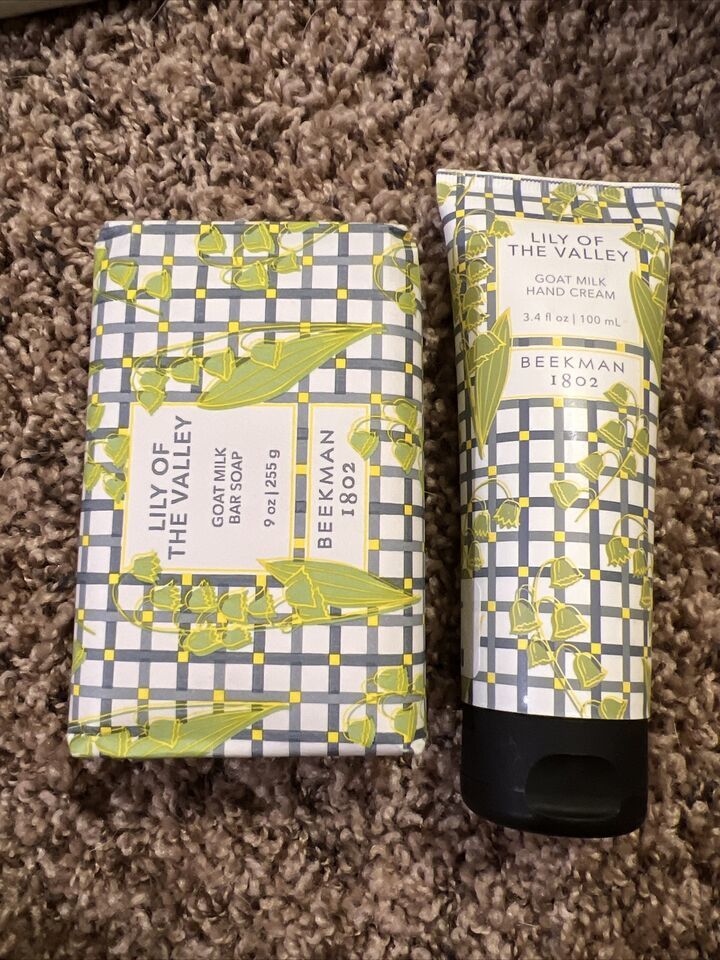 LILY OF
THE VALLEY
GOAT MILK
BAR SOAP
9 oz | 255 g
BEEKMAN
1802
LILY OF
THE VALLEY
GOAT MILK
HAND CREAM
3.4 fl oz | 100 mL
BEEKMAN
1802